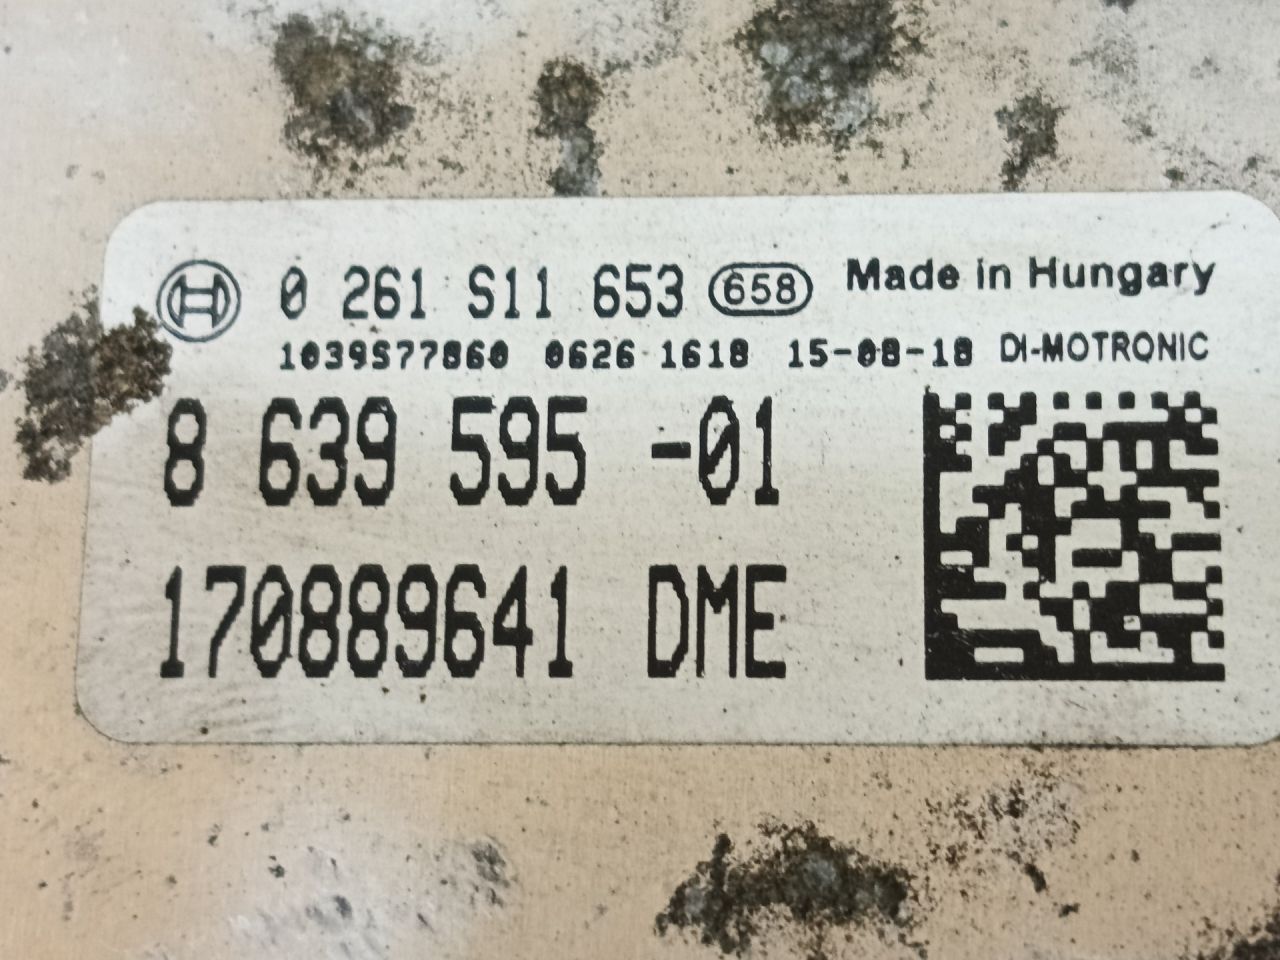 0 261 S11 653 658 Made in Hungary
1039S77860 0626 1618 15-08-18 DI-MOTRONIC
8 639 595 -01
170889641 DME